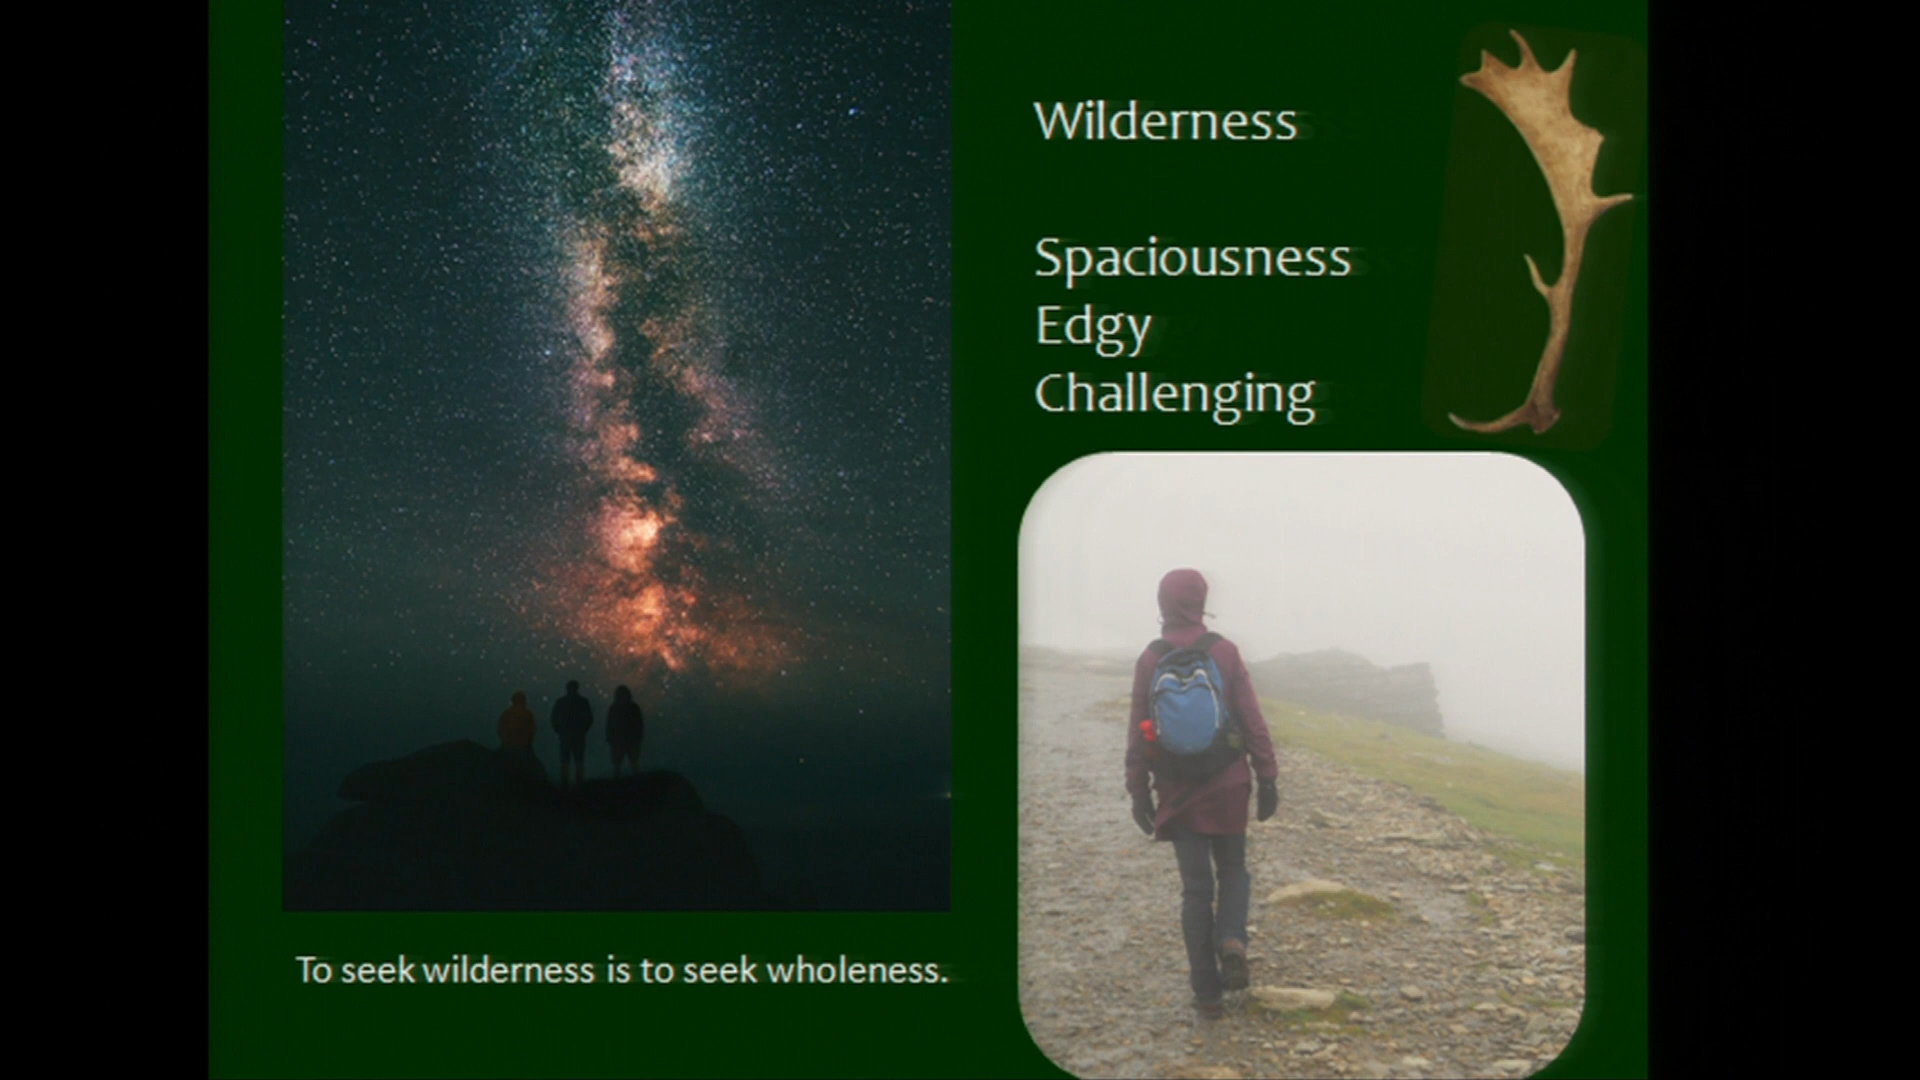 Wilderness
Spaciousness
Edgy
Challenging
To seek wilderness is to seek wholeness.